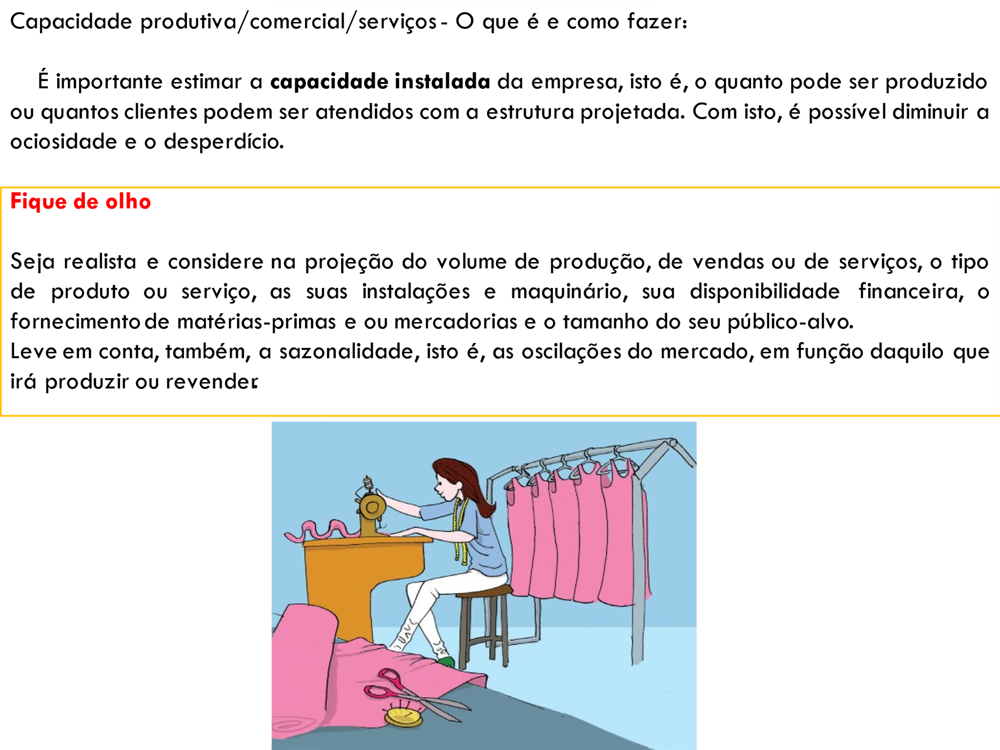 Capacidade produtiva/comercial/serviços - O que é e como fazer:
É importante estimar a capacidade instalada da empresa, isto é, o quanto pode ser produzido
ou quantos clientes podem ser atendidos com a estrutura projetada. Com isto, é possível diminuir a
ociosidade e o desperdício.
Fique de olho
Seja realista e considere na projeção do volume de produção, de vendas ou de serviços, o tipo
de produto ou serviço, as suas instalações e maquinário, sua disponibilidade financeira, o
fornecimento de matérias-primas e ou mercadorias e o tamanho do seu público-alvo.
Leve em conta, também, a sazonalidade, isto é, as oscilações do mercado, em função daquilo que
irá produzir ou revender.